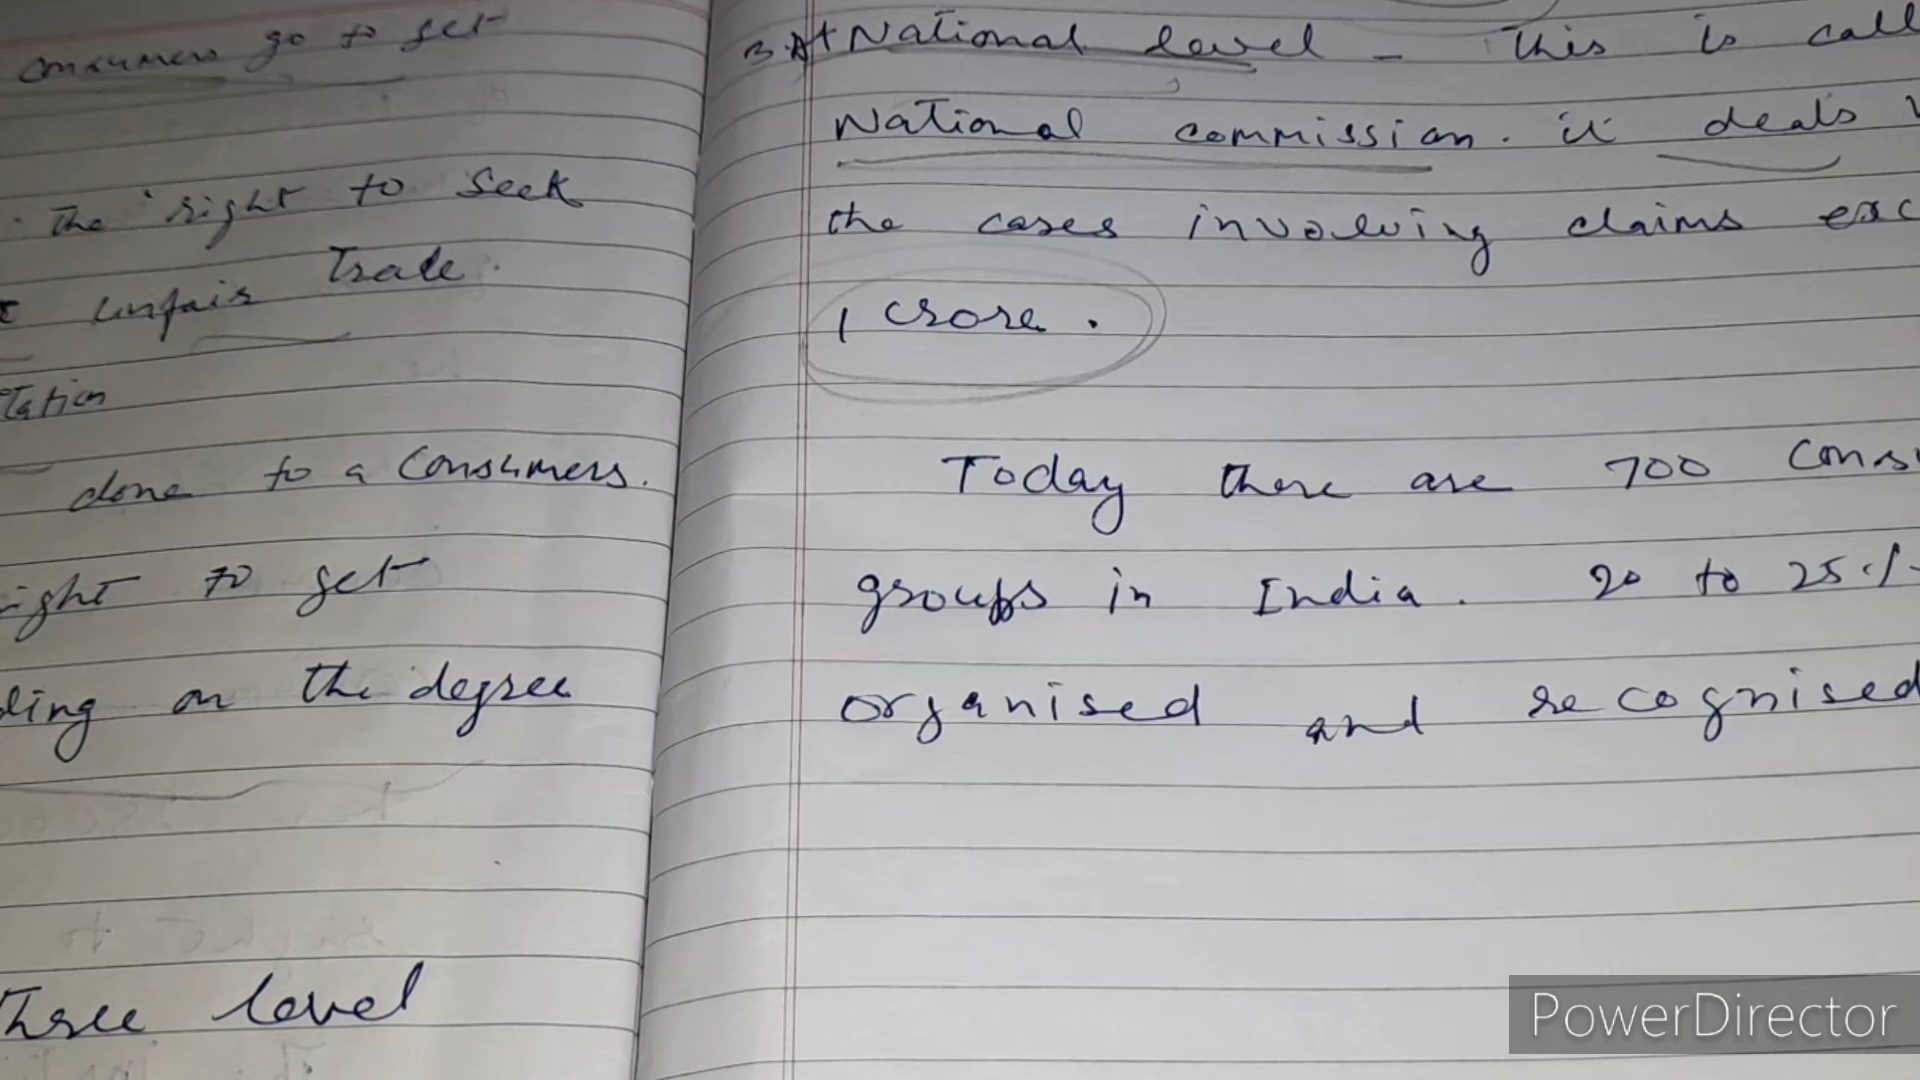 consumers go to get
The right to seek
unfair Trade.
tation
done to a Consumers.
ight to get
ding on the degree
Three level
3. At National level - This is call
National commission. it deals
the cases involving claims exc
1 crore.
Today there are 700 Consu
groups in India. 20 to 25%
organised and recognised
PowerDirector